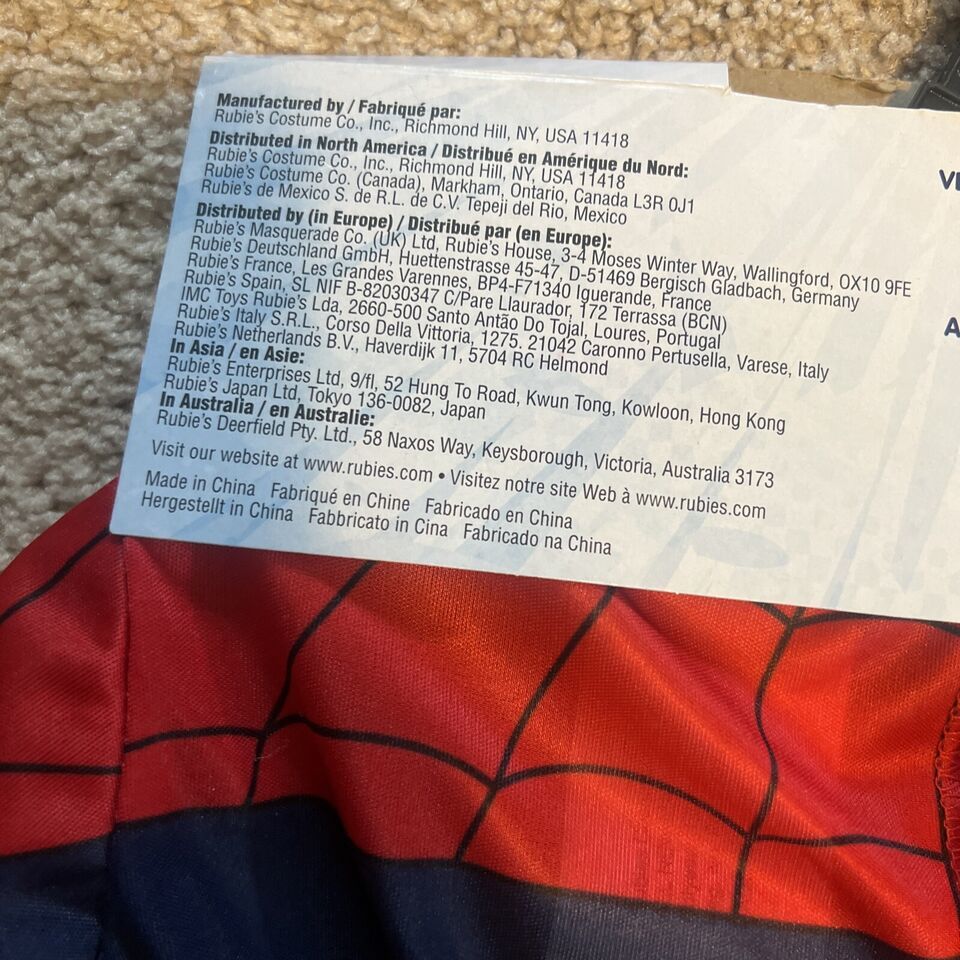 Manufactured by / Fabriqué par:
Rubie's Costume Co., Inc., Richmond Hill, NY, USA 11418
Distributed in North America / Distribué en Amérique du Nord:
Rubie's Costume Co., Inc., Richmond Hill, NY, USA 11418
Rubie's Costume Co. (Canada), Markham, Ontario, Canada L3R 0J1
Rubie's de Mexico S. de R.L. de C.V. Tepeji del Rio, Mexico
Distributed by (in Europe) / Distribué par (en Europe):
Rubie's Masquerade Co. (UK) Ltd, Rubie's House, 3-4 Moses Winter Way, Wallingford, OX10 9FE
Rubie's Deutschland GmbH, Huettenstrasse 45-47, D-51469 Bergisch Gladbach, Germany
Rubie's France, Les Grandes Varennes, BP4-F71340 Iguerande, France
Rubie's Spain, SL NIF B-82030347 C/Pare Llaurador, 172 Terrassa (BCN)
IMC Toys Rubie's Lda, 2660-500 Santo Antão Do Tojal, Loures, Portugal
Rubie's Italy S.R.L., Corso Della Vittoria, 1275. 21042 Caronno Pertusella, Varese, Italy
Rubie's Netherlands B.V., Haverdijk 11, 5704 RC Helmond
In Asia / en Asie:
Rubie's Enterprises Ltd, 9/fl, 52 Hung To Road, Kwun Tong, Kowloon, Hong Kong
Rubie's Japan Ltd, Tokyo 136-0082, Japan
In Australia / en Australie:
Rubie's Deerfield Pty. Ltd., 58 Naxos Way, Keysborough, Victoria, Australia 3173
Visit our website at www.rubies.com • Visitez notre site Web à www.rubies.com
Made in China Fabriqué en Chine Fabricado en China
Hergestellt in China Fabbricato in Cina Fabricado na China